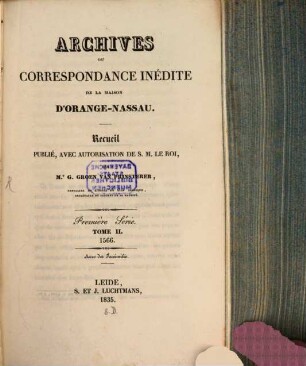 ARCHIVES
OU
CORRESPONDANCE INÉDITE
DE LA MAISON
D'ORANGE-NASSAU.
Recueil
PUBLIÉ, AVEC AUTORISATION DE S. M. LE ROI,
PAR
Mr. G. GROEN VAN PRINSTERER,
Première Série.
TOME II.
1566.
LEIDE,
S. ET J. LUCHTMANS,
1835.